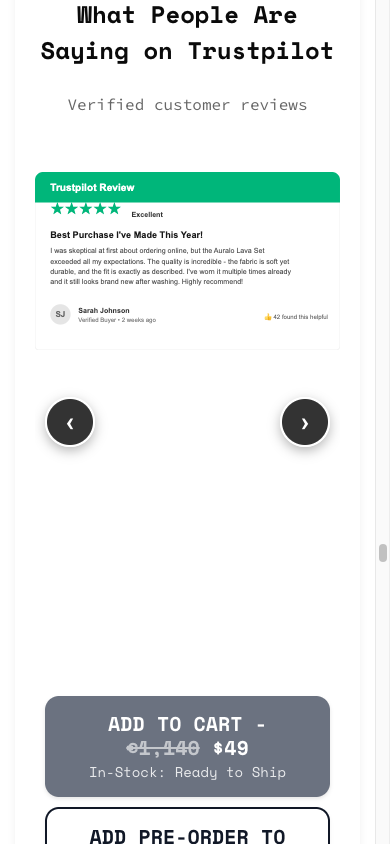 What People Are
Saying on Trustpilot
Verified customer reviews
Trustpilot Review
Excellent
Best Purchase I've Made This Year!
I was skeptical at first about ordering online, but the Auralo Lava Set
exceeded all my expectations. The quality is incredible - the fabric is soft yet
durable, and the fit is exactly as described. I've worn it multiple times already
and it still looks brand new after washing. Highly recommend!
SJ
Sarah Johnson
Verified Buyer • 2 weeks ago
👍 42 found this helpful
ADD TO CART -
€1,140 $49
In-Stock: Ready to Ship
ADD PRE-ORDER TO